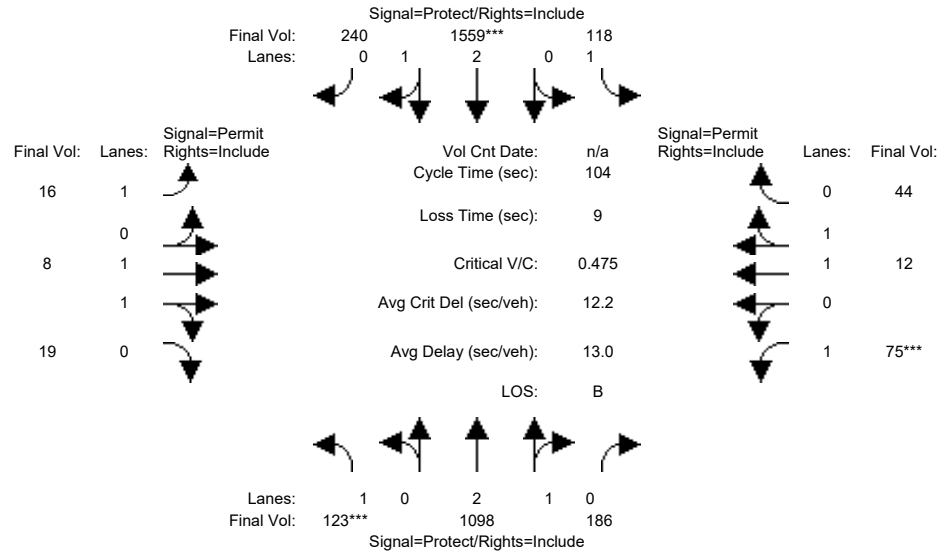 Signal=Protect/Rights=Include
Final Vol: 240 1559*** 118
Lanes: 0 1 2 0 1
Signal=Permit Signal=Permit
Final Vol: Lanes: Rights=Include Vol Cnt Date: n/a Rights=Include Lanes: Final Vol:
Cycle Time (sec): 104
16 1 0 44
Loss Time (sec): 9
0 1
8 1 Critical V/C: 0.475 1 12
1 Avg Crit Del (sec/veh): 12.2 0
19 0 Avg Delay (sec/veh): 13.0 1 75***
LOS: B
Lanes: 1 0 2 1 0
Final Vol: 123*** 1098 186
Signal=Protect/Rights=Include